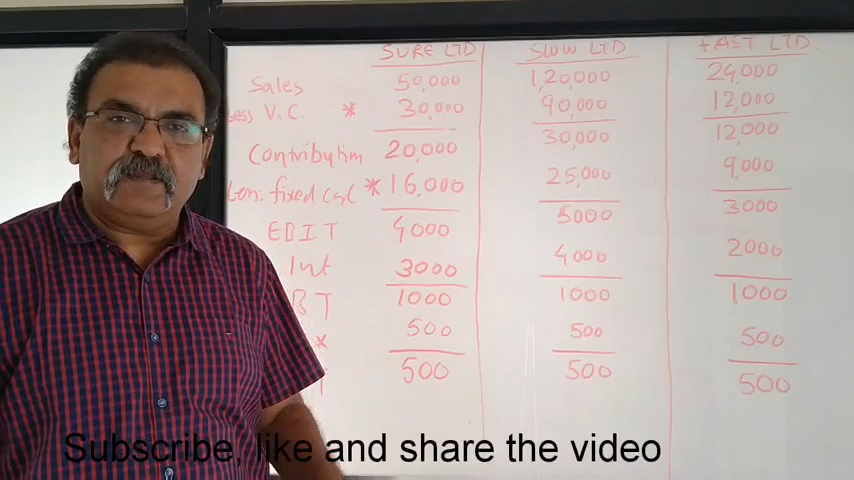 SURE LTD SLOW LTD FAST LTD
Sales 50,000 1,20,000 24,000
Less V.C. * 30,000 90,000 12,000
Contribution 20,000 30,000 12,000
fixed * 16,000 25,000 9,000
EBIT 4000 5000 3000
Int 3000 4000 2000
BT 1000 1000 1000
500 500 500
500 500 500
Subscribe, like and share the video